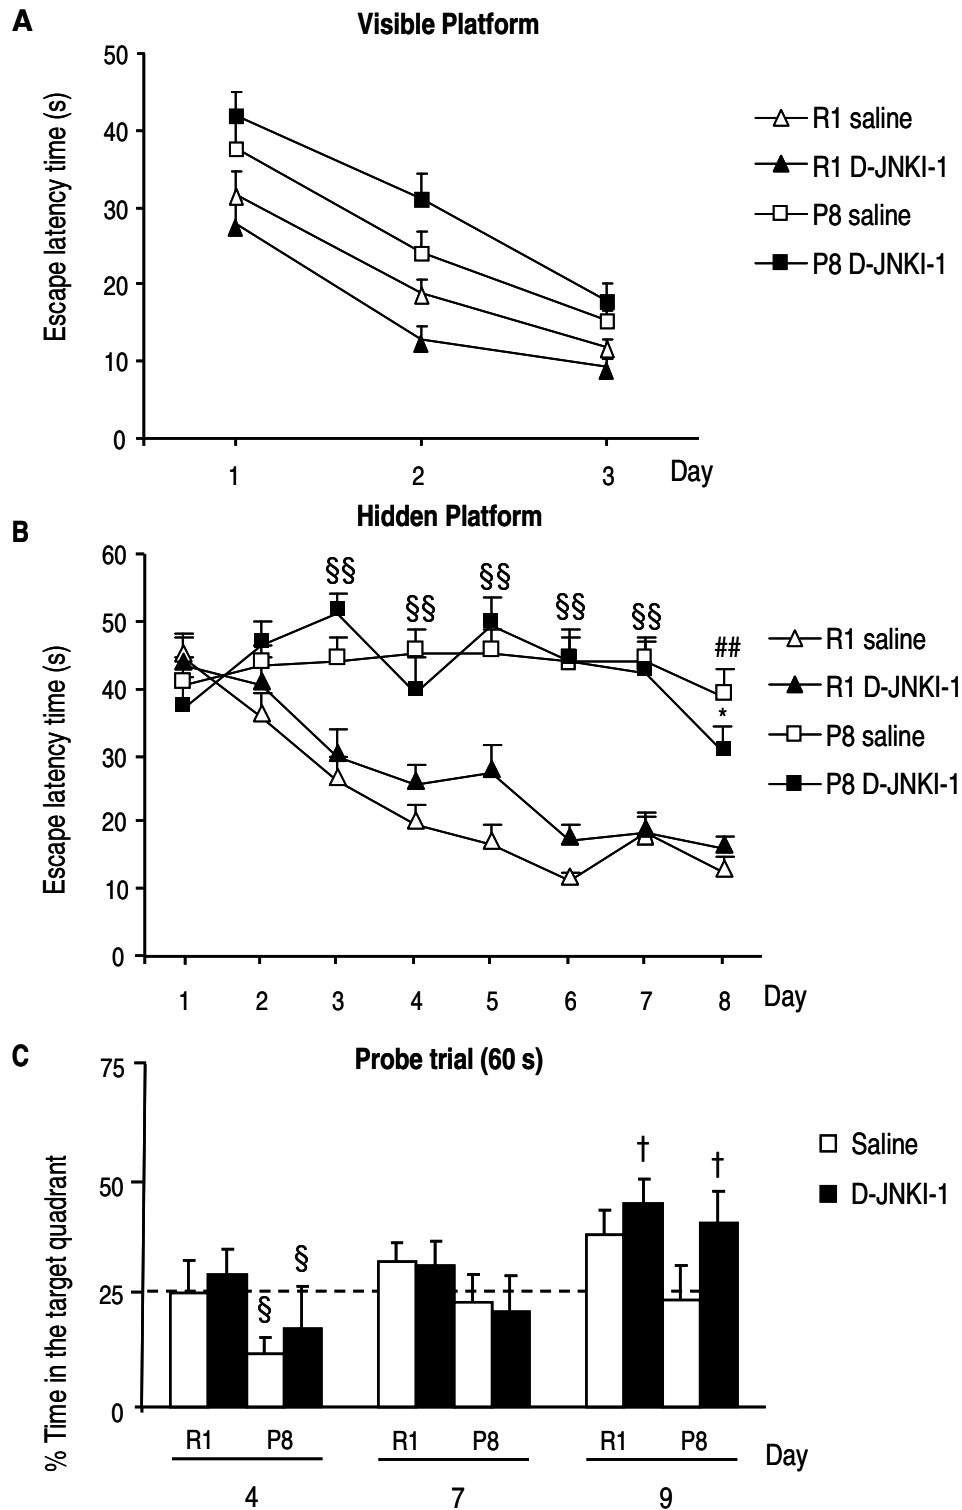 A
Visible Platform
Escape latency time (s)
50
40
30
20
10
0
1 2 3 Day
R1 saline
R1 D-JNKI-1
P8 saline
P8 D-JNKI-1
B
Hidden Platform
Escape latency time (s)
60
50
40
30
20
10
0
§§ §§ §§ §§ §§ ##
*
1 2 3 4 5 6 7 8 Day
R1 saline
R1 D-JNKI-1
P8 saline
P8 D-JNKI-1
C
Probe trial (60 s)
% Time in the target quadrant
75
50
25
0
§ § † †
Saline
D-JNKI-1
R1 P8 R1 P8 R1 P8 Day
4 7 9